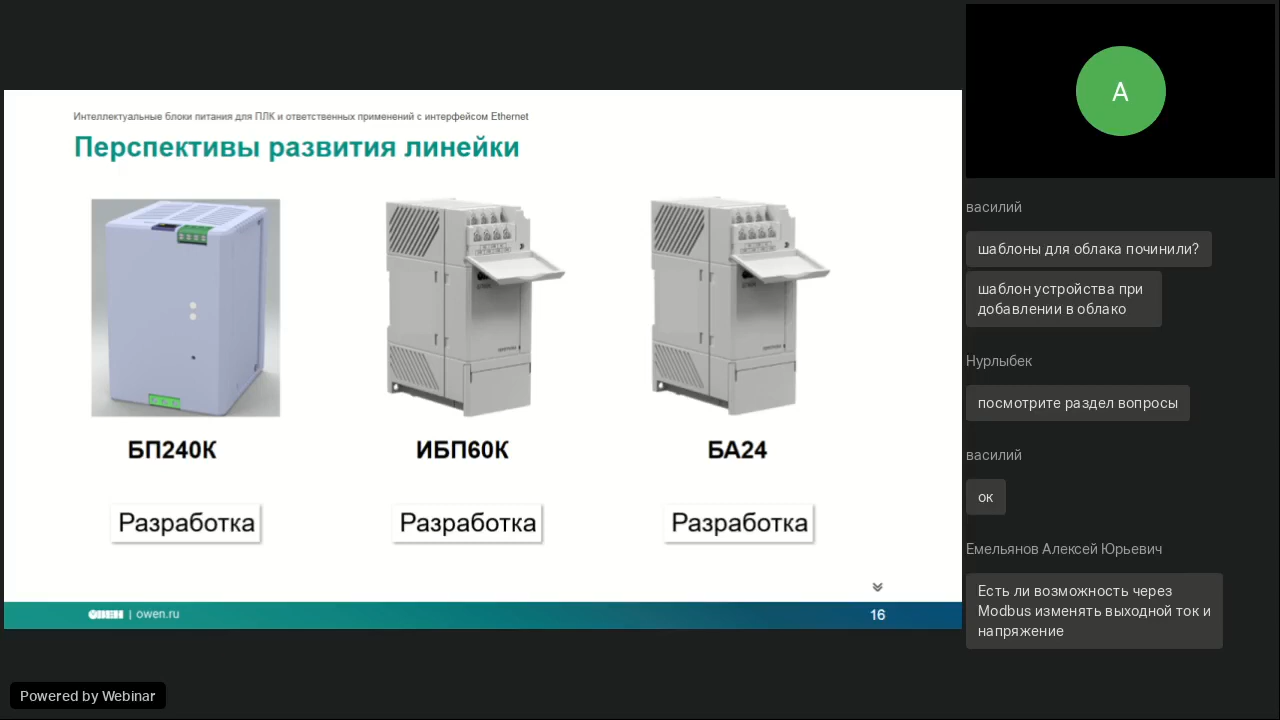 Интеллектуальные блоки питания для ПЛК и ответственных применений с интерфейсом Ethernet
Перспективы развития линейки
БП240К
ИБП60К
БА24
Разработка
Разработка
Разработка
ОВЕН | owen.ru
16
Powered by Webinar
А
василий
шаблоны для облака починили?
шаблон устройства при
добавлении в облако
Нурлыбек
посмотрите раздел вопросы
василий
ок
Емельянов Алексей Юрьевич
Есть ли возможность через
Modbus изменять выходной ток и
напряжение